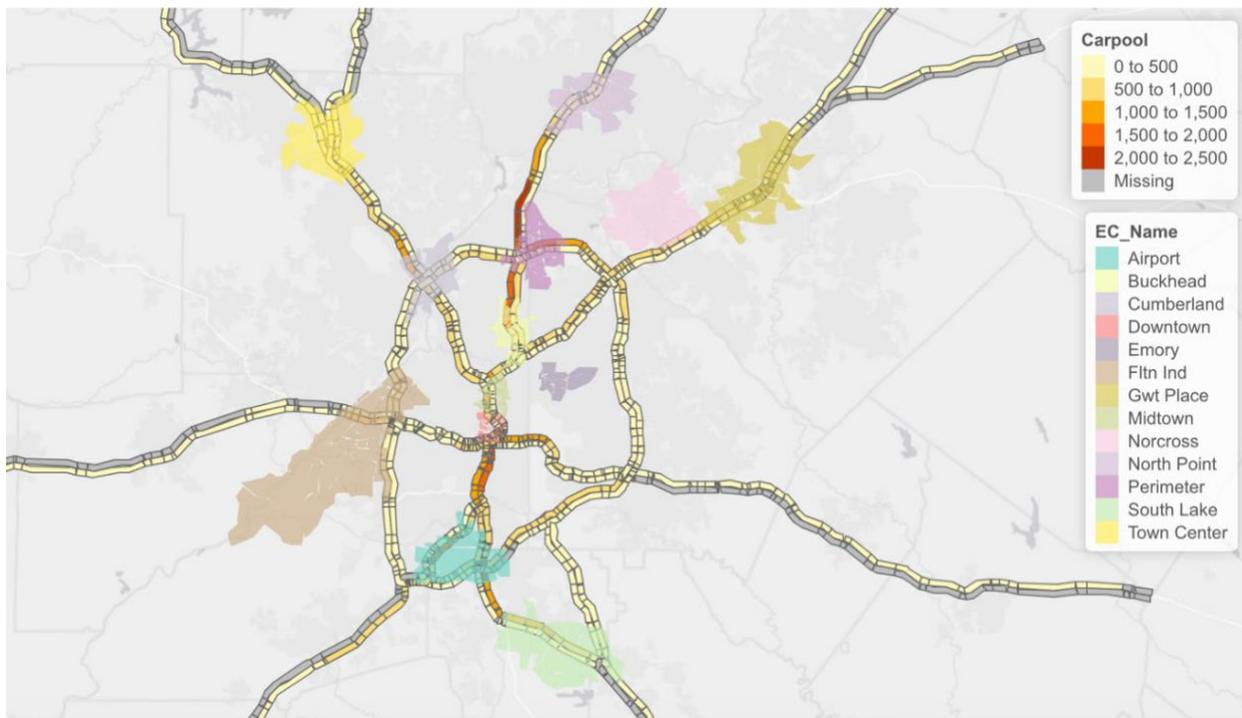 Carpool
0 to 500
500 to 1,000
1,000 to 1,500
1,500 to 2,000
2,000 to 2,500
Missing
EC_Name
Airport
Buckhead
Cumberland
Downtown
Emory
Fltn Ind
Gwt Place
Midtown
Norcross
North Point
Perimeter
South Lake
Town Center